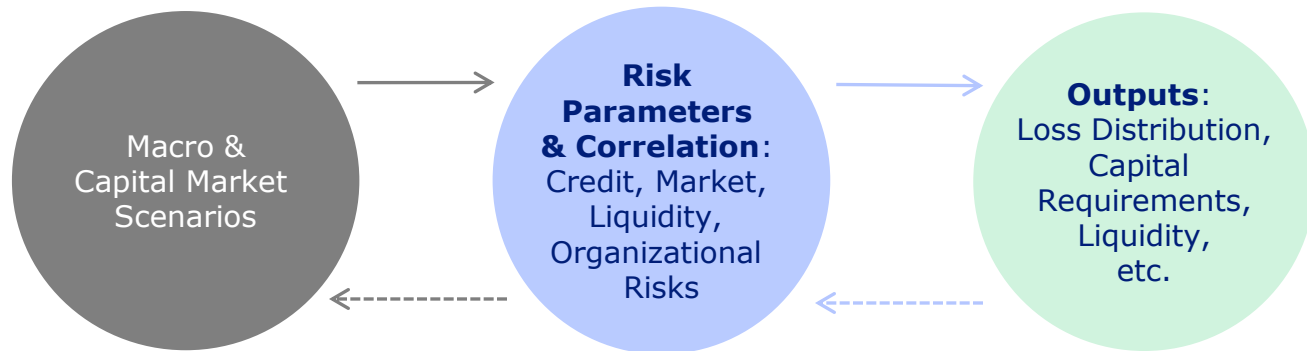 Macro &
Capital Market
Scenarios
Risk
Parameters
& Correlation:
Credit, Market,
Liquidity,
Organizational
Risks
Outputs:
Loss Distribution,
Capital
Requirements,
Liquidity,
etc.